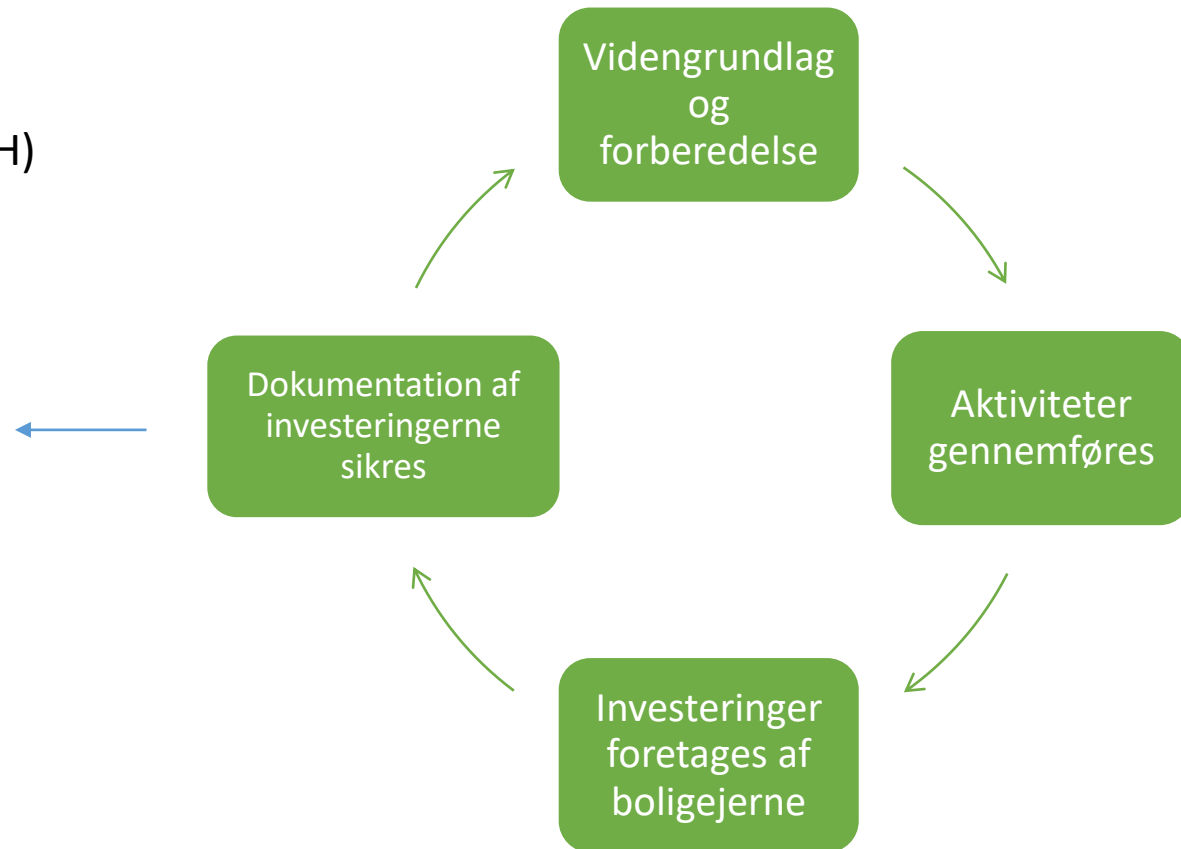 Videngrundlag
og
forberedelse
H)
Dokumentation af
investeringerne
sikres
Aktiviteter
gennemføres
Investeringer
foretages af
boligejerne